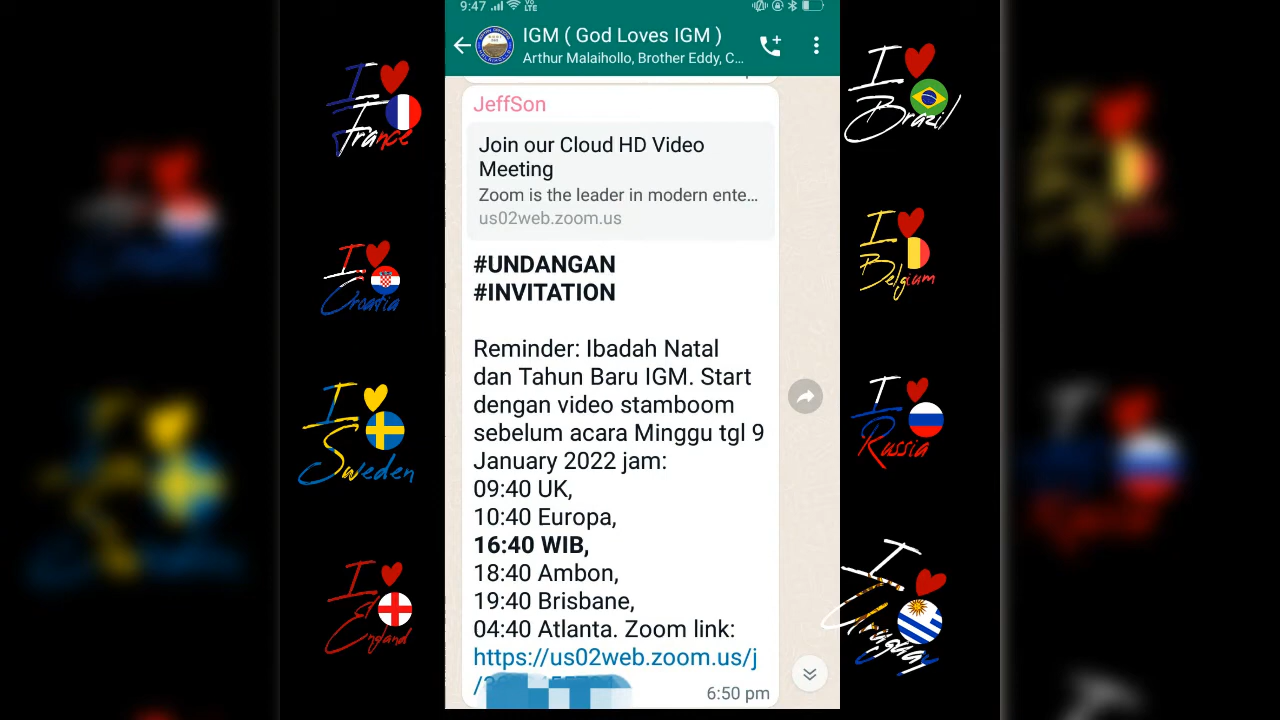 9:47
VO
LTE
IGM ( God Loves IGM )
Arthur Malaihollo, Brother Eddy, C...
JeffSon
Join our Cloud HD Video
Meeting
Zoom is the leader in modern ente...
us02web.zoom.us
#UNDANGAN
#INVITATION
Reminder: Ibadah Natal
dan Tahun Baru IGM. Start
dengan video stamboom
sebelum acara Minggu tgl 9
January 2022 jam:
09:40 UK,
10:40 Europa,
16:40 WIB,
18:40 Ambon,
19:40 Brisbane,
04:40 Atlanta. Zoom link:
https://us02web.zoom.us/j
6:50 pm
I
France
I
Croatia
I
Sweden
I
England
I
Brazil
I
Belgium
I
Russia
I
Uruguay